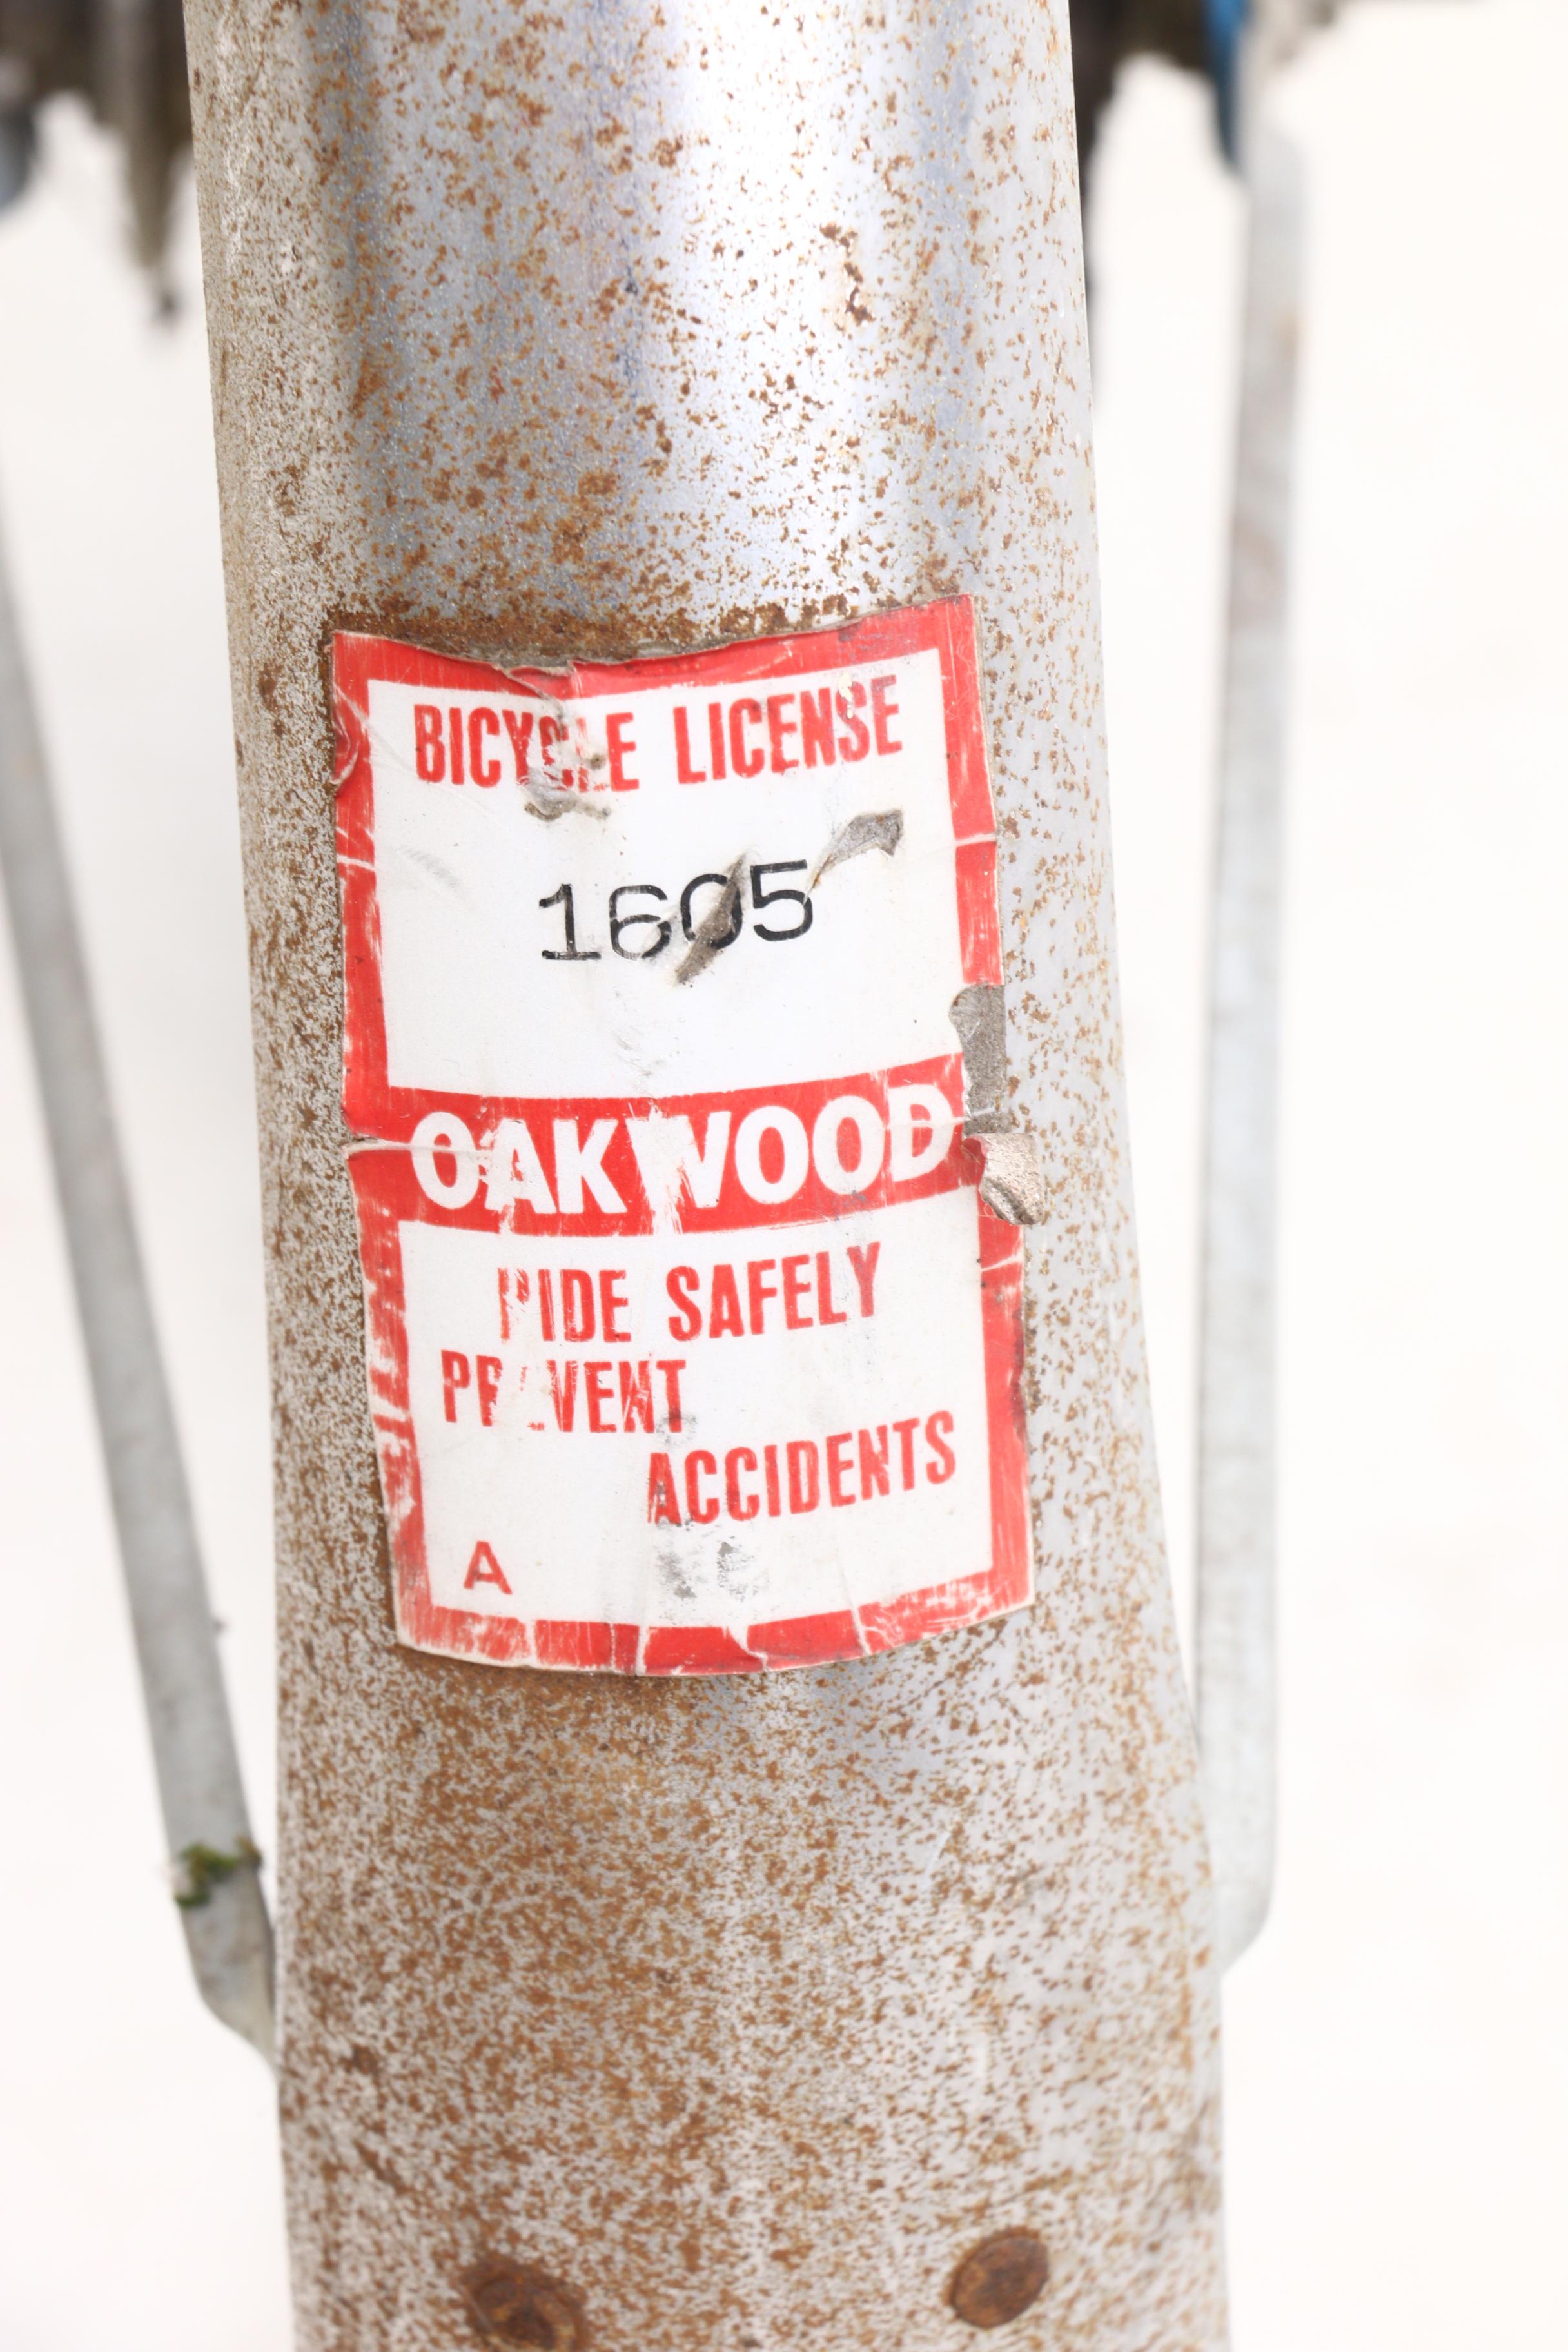 BICYCLE LICENSE
1605
OAKWOOD
RIDE SAFELY
PREVENT
ACCIDENTS
A